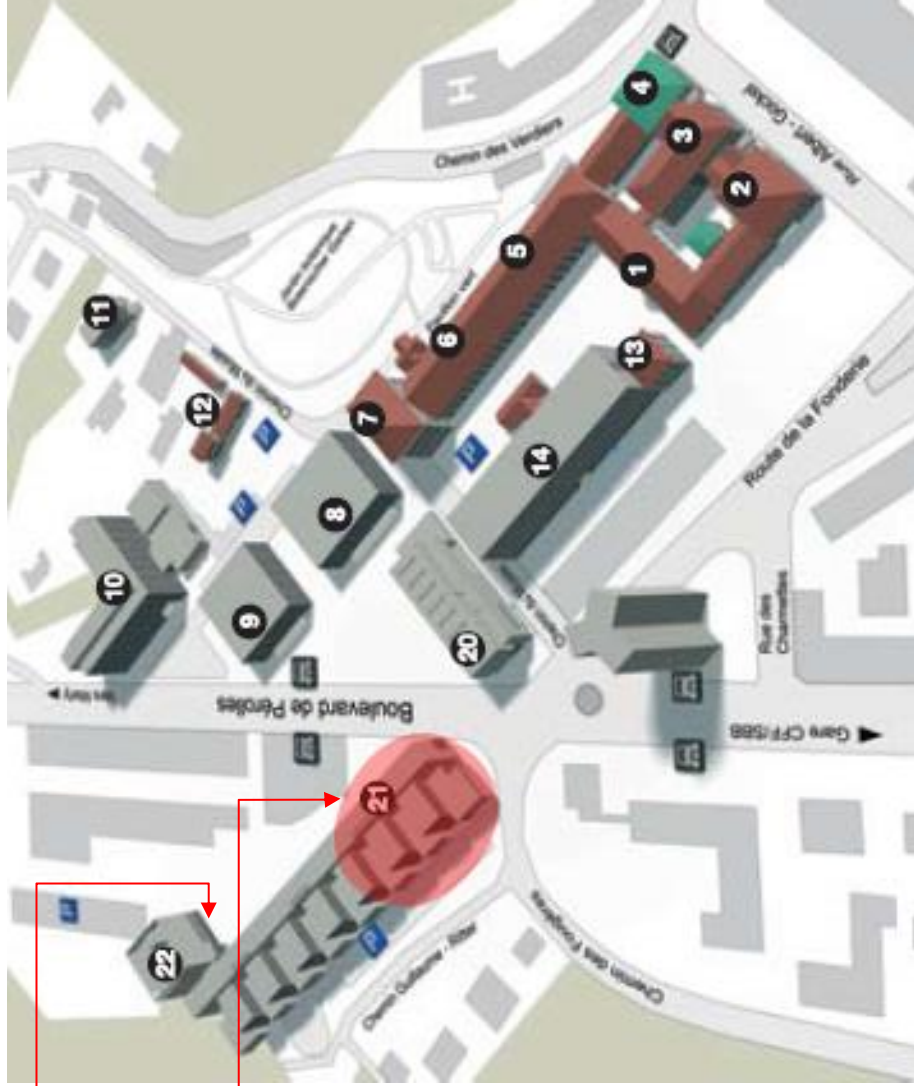 H
Chemin des Verdiers
Rue Albert - Gockel
4
3
2
1
5
6
7
11
12
13
14
8
9
10
20
P
P
P
Route de la Fonderie
Rue des
Charmettes
Boulevard de Pérolles
Gare CFF/SBB
21
22
P
P
Chemin Guillaume - Ritter
Chemin des Fougères